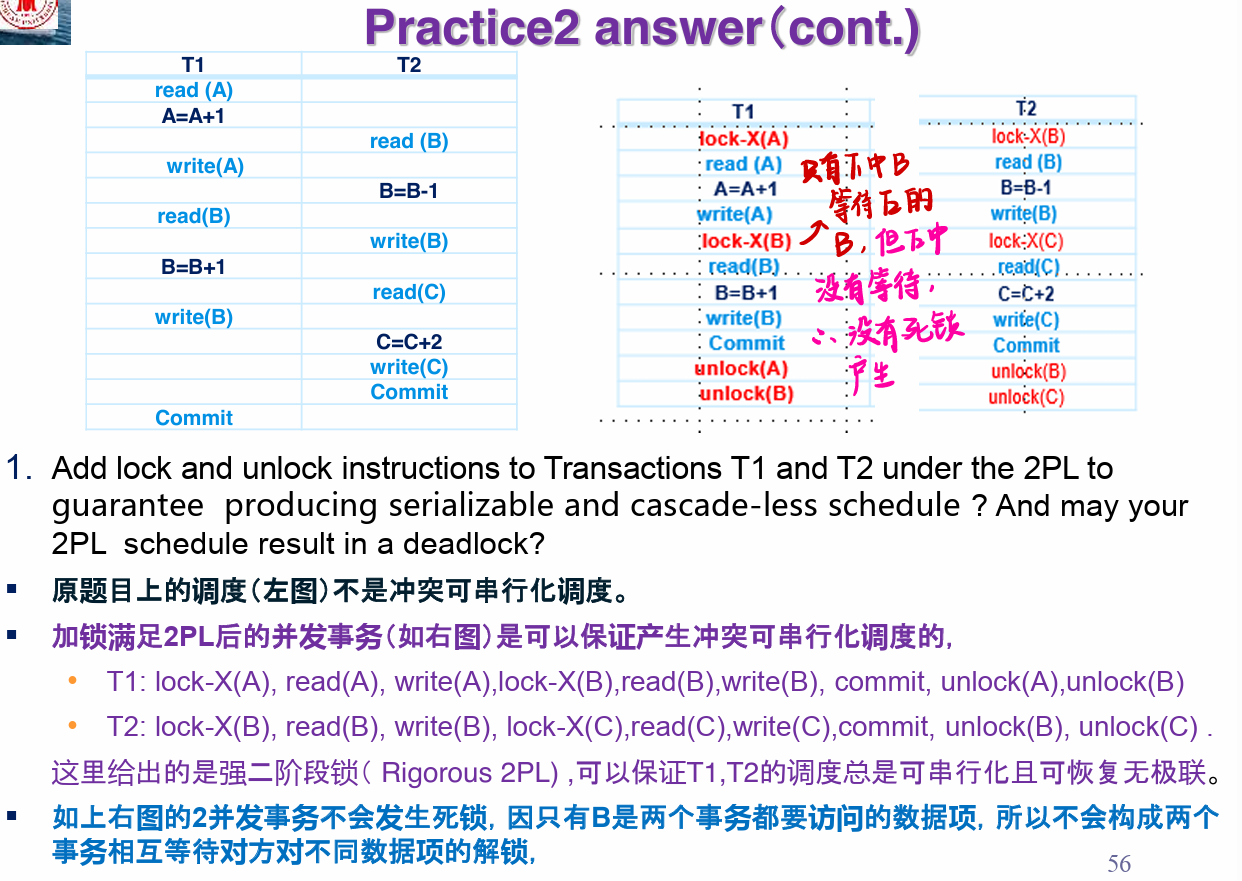 Practice2 answer（cont.）
T1 T2
read (A)
A=A+1
read (B)
write(A)
B=B-1
read(B)
write(B)
B=B+1
read(C)
write(B)
C=C+2
write(C)
Commit
Commit
T1
lock-X(A)
read (A)
A=A+1
write(A)
lock-X(B)
read(B)
B=B+1
write(B)
Commit
unlock(A)
unlock(B)
只有T1中B
等待T2的
B，但T2中
没有等待，
∴没有死锁
产生
T2
lock-X(B)
read (B)
B=B-1
write(B)
lock-X(C)
read(C)
C=C+2
write(C)
Commit
unlock(B)
unlock(C)
1. Add lock and unlock instructions to Transactions T1 and T2 under the 2PL to
guarantee producing serializable and cascade-less schedule ? And may your
2PL schedule result in a deadlock?
▪ 原题目上的调度（左图）不是冲突可串行化调度。
▪ 加锁满足2PL后的并发事务（如右图）是可以保证产生冲突可串行化调度的，
• T1: lock-X(A), read(A), write(A),lock-X(B),read(B),write(B), commit, unlock(A),unlock(B)
• T2: lock-X(B), read(B), write(B), lock-X(C),read(C),write(C),commit, unlock(B), unlock(C) .
这里给出的是强二阶段锁（ Rigorous 2PL) ,可以保证T1,T2的调度总是可串行化且可恢复无极联。
▪ 如上右图的2并发事务不会发生死锁，因只有B是两个事务都要访问的数据项，所以不会构成两个
事务相互等待对方对不同数据项的解锁，
56